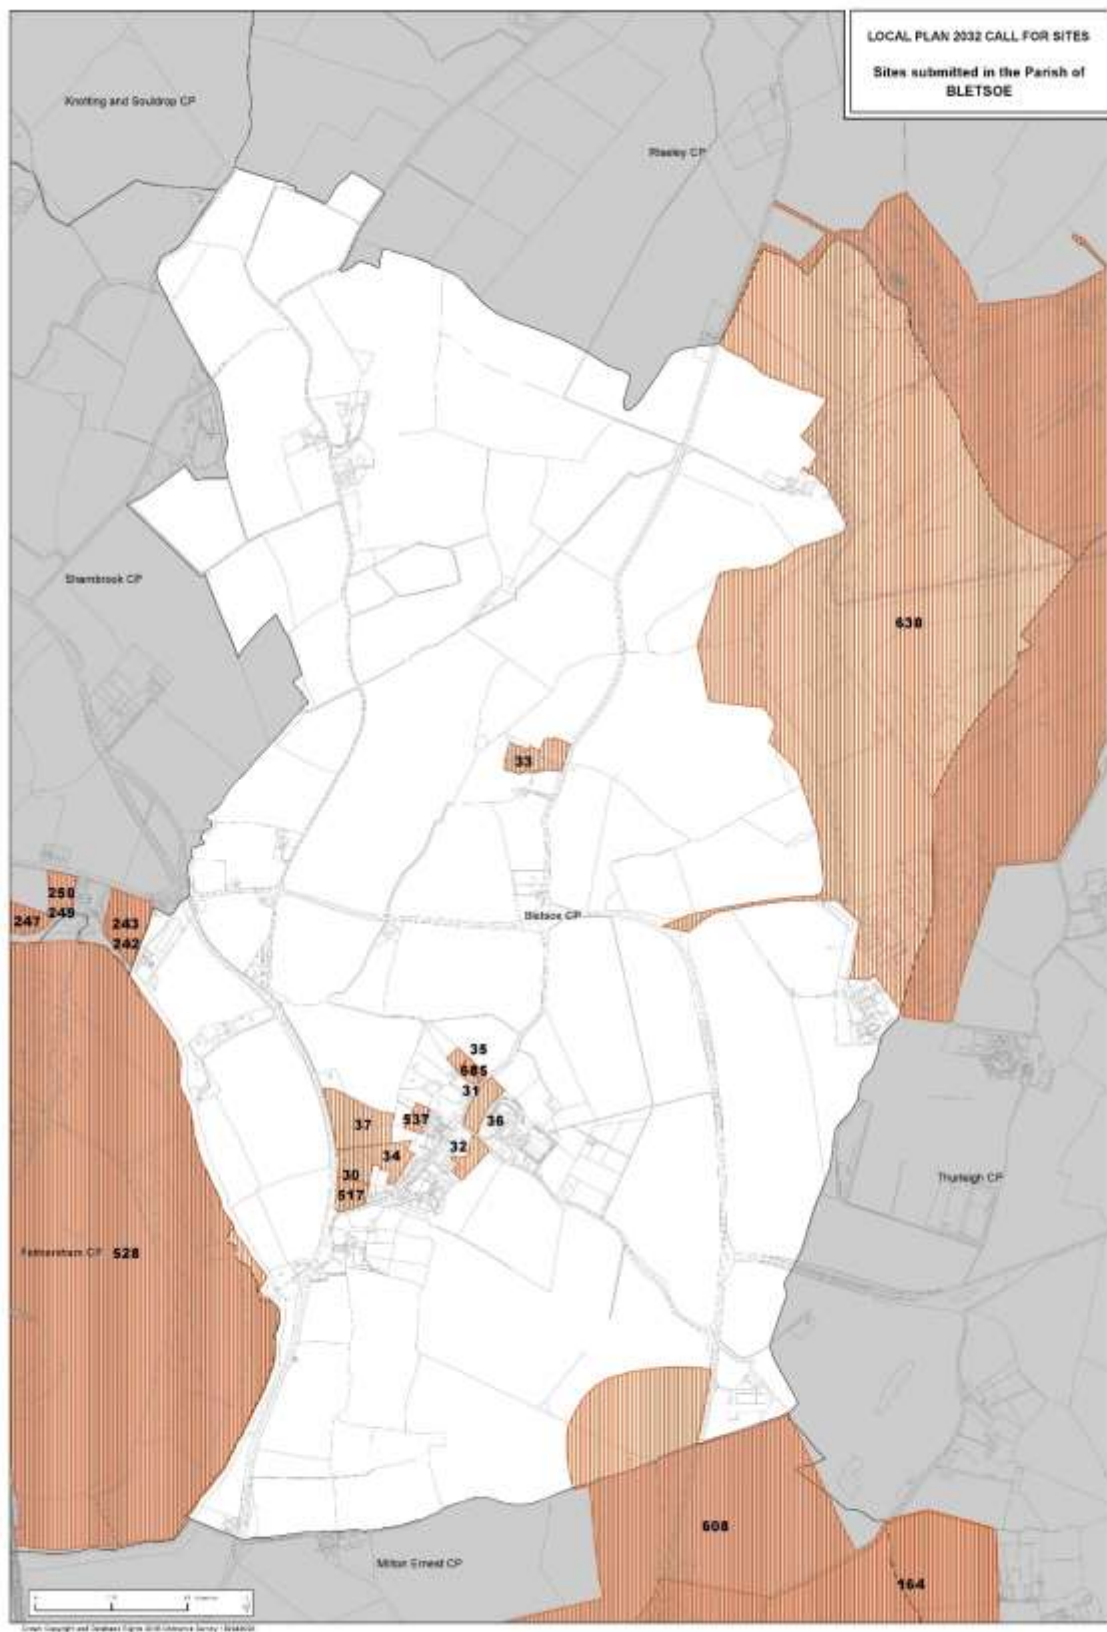 LOCAL PLAN 2032 CALL FOR SITES
Sites submitted in the Parish of
BLETSOE
Knotting and Souldrop CP
Riseley CP
Sharnbrook CP
638
33
250
249
247
243
242
Bletsoe CP
35
685
31
37
537
36
32
34
30
517
Thurleigh CP
Felmersham CP 528
608
Milton Ernest CP
164